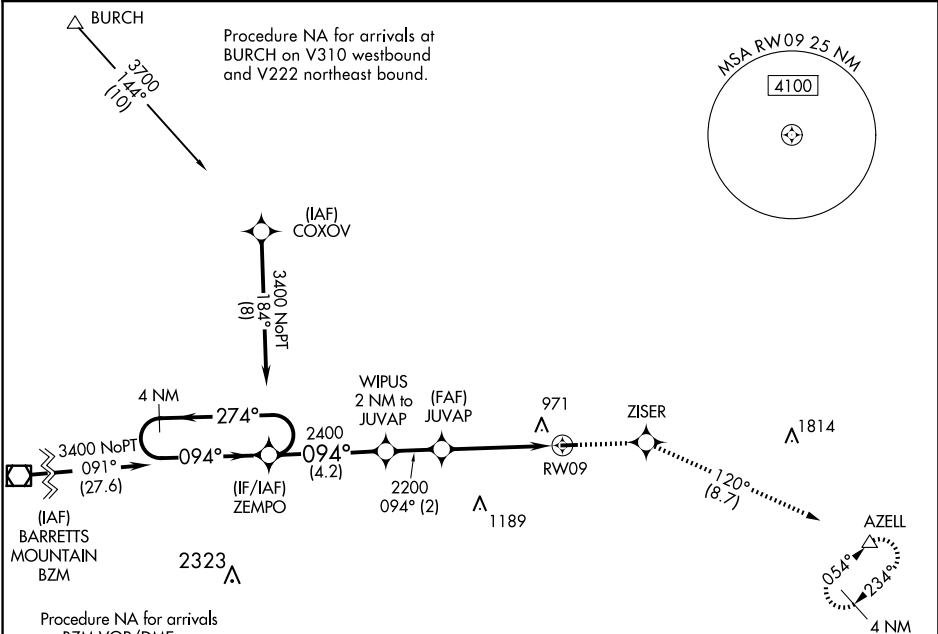 BURCH
Procedure NA for arrivals at
BURCH on V310 westbound
and V222 northeast bound.
MSA RW09 25 NM
4100
3700
144°
(10)
(IAF)
COXOV
3400 NoPT
184°
(8)
4 NM
274°
094°
3400 NoPT
091°
(27.6)
(IAF)
BARRETTS
MOUNTAIN
BZM
(IF/IAF)
ZEMPO
2400
094°
(4.2)
WIPUS
2 NM to
JUVAP
(FAF)
JUVAP
2200
094° (2)
971
RW09
1189
ZISER
1814
120°
(8.7)
AZELL
054°
234°
4 NM
2323
Procedure NA for arrivals